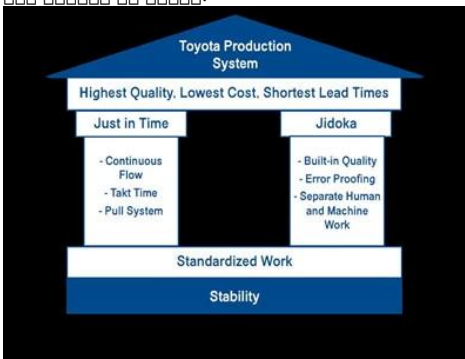 Toyota Production
System
Highest Quality, Lowest Cost, Shortest Lead Times
Just in Time
- Continuous
Flow
- Takt Time
- Pull System
Jidoka
- Built-in Quality
- Error Proofing
- Separate Human
and Machine
Work
Standardized Work
Stability